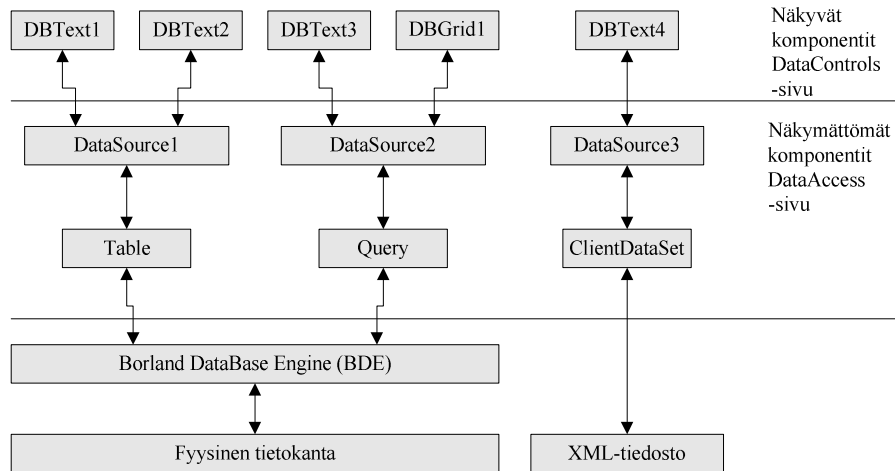 DBText1
DBText2
DBText3
DBGrid1
DBText4
Näkyvät
komponentit
DataControls
-sivu
DataSource1
DataSource2
DataSource3
Näkymättömät
komponentit
DataAccess
-sivu
Table
Query
ClientDataSet
Borland DataBase Engine (BDE)
Fyysinen tietokanta
XML-tiedosto